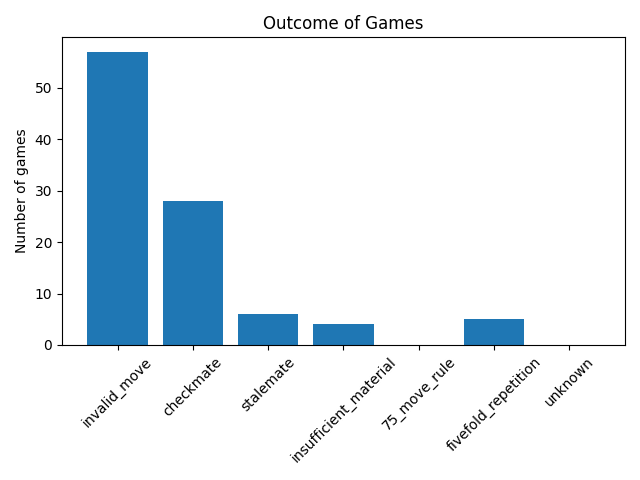 Outcome of Games
Number of games
50
40
30
20
10
0
invalid_move
checkmate
stalemate
insufficient_material
75_move_rule
fivefold_repetition
unknown